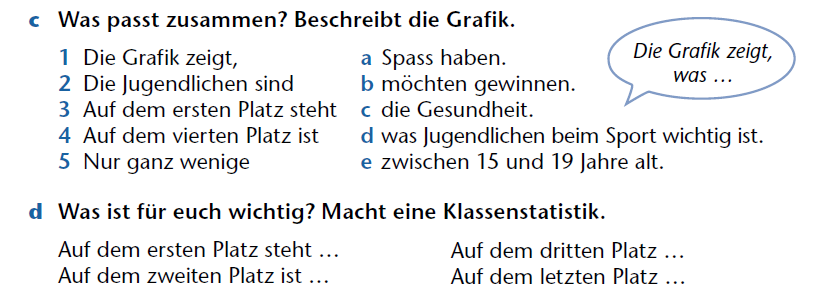 c Was passt zusammen? Beschreibt die Grafik.
1 Die Grafik zeigt,
2 Die Jugendlichen sind
3 Auf dem ersten Platz steht
4 Auf dem vierten Platz ist
5 Nur ganz wenige
a Spass haben.
b möchten gewinnen.
c die Gesundheit.
d was Jugendlichen beim Sport wichtig ist.
e zwischen 15 und 19 Jahre alt.
Die Grafik zeigt,
was …
d Was ist für euch wichtig? Macht eine Klassenstatistik.
Auf dem ersten Platz steht …
Auf dem zweiten Platz ist …
Auf dem dritten Platz …
Auf dem letzten Platz …